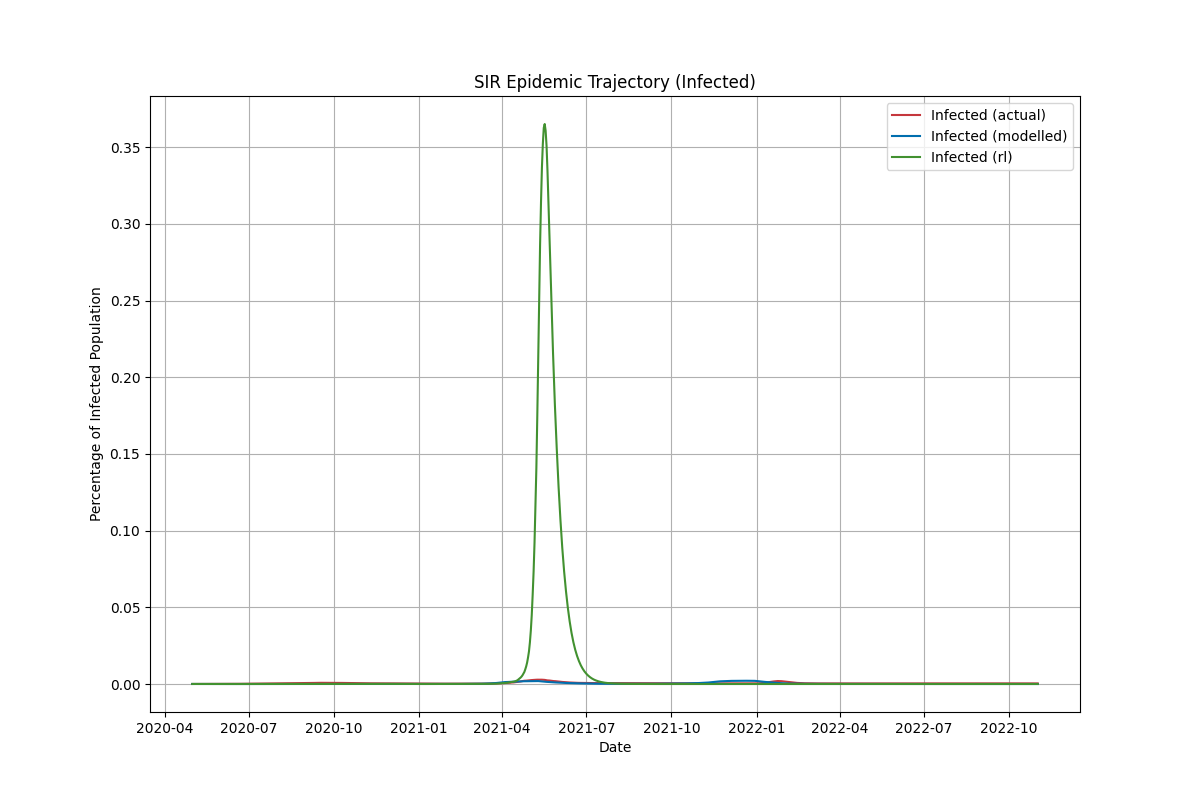 SIR Epidemic Trajectory (Infected)
Infected (actual)
Infected (modelled)
Infected (rl)
Percentage of Infected Population
0.35
0.30
0.25
0.20
0.15
0.10
0.05
0.00
2020-04 2020-07 2020-10 2021-01 2021-04 2021-07 2021-10 2022-01 2022-04 2022-07 2022-10
Date